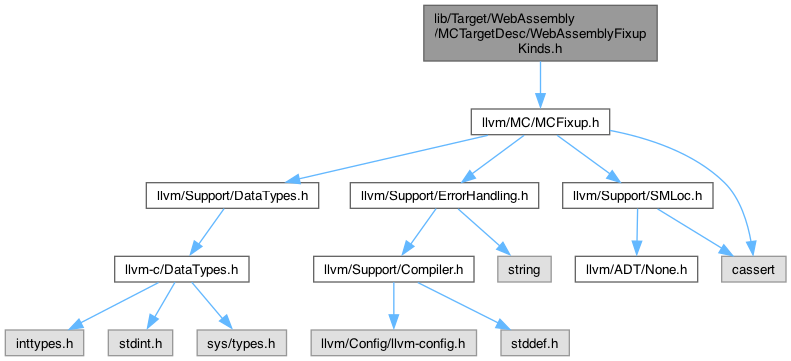 lib/Target/WebAssembly
/MCTargetDesc/WebAssemblyFixup
Kinds.h
llvm/MC/MCFixup.h
llvm/Support/DataTypes.h
llvm/Support/ErrorHandling.h
llvm/Support/SMLoc.h
llvm-c/DataTypes.h
llvm/Support/Compiler.h
string
llvm/ADT/None.h
cassert
inttypes.h
stdint.h
sys/types.h
llvm/Config/llvm-config.h
stddef.h